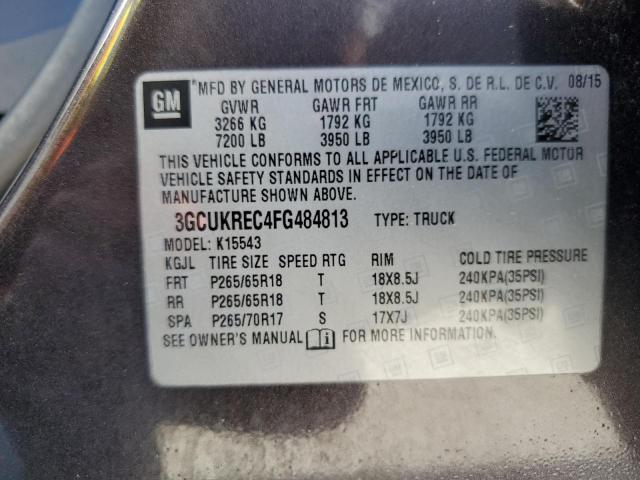 GM
*MFD BY GENERAL MOTORS DE MEXICO, S. DE R.L. DE C.V. 08/15
GVWR GAWR FRT GAWR RR
3266 KG 1792 KG 1792 KG
7200 LB 3950 LB 3950 LB
THIS VEHICLE CONFORMS TO ALL APPLICABLE U.S. FEDERAL MOTOR
VEHICLE SAFETY STANDARDS IN EFFECT ON THE DATE OF
MANUFACTURE SHOWN ABOVE.
3GCUKREC4FG484813 TYPE: TRUCK
MODEL: K15543
KGJL TIRE SIZE SPEED RTG RIM COLD TIRE PRESSURE
FRT P265/65R18 T 18X8.5J 240KPA(35PSI)
RR P265/65R18 T 18X8.5J 240KPA(35PSI)
SPA P265/70R17 S 17X7J 240KPA(35PSI)
SEE OWNER'S MANUAL FOR MORE INFORMATION.